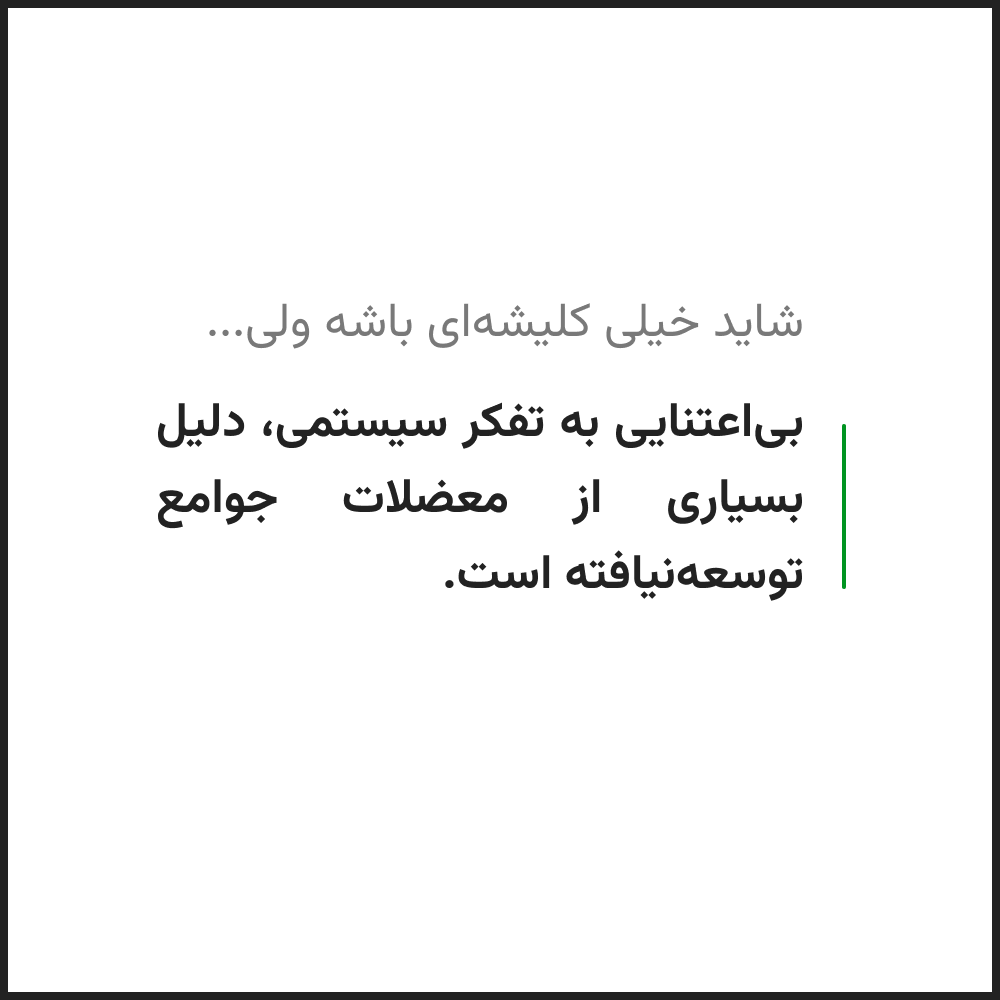 شاید خیلی کلیشه‌ای باشه ولی...
بی‌اعتنایی به تفکر سیستمی، دلیل
بسیاری از معضلات جوامع
توسعه‌نیافته است.